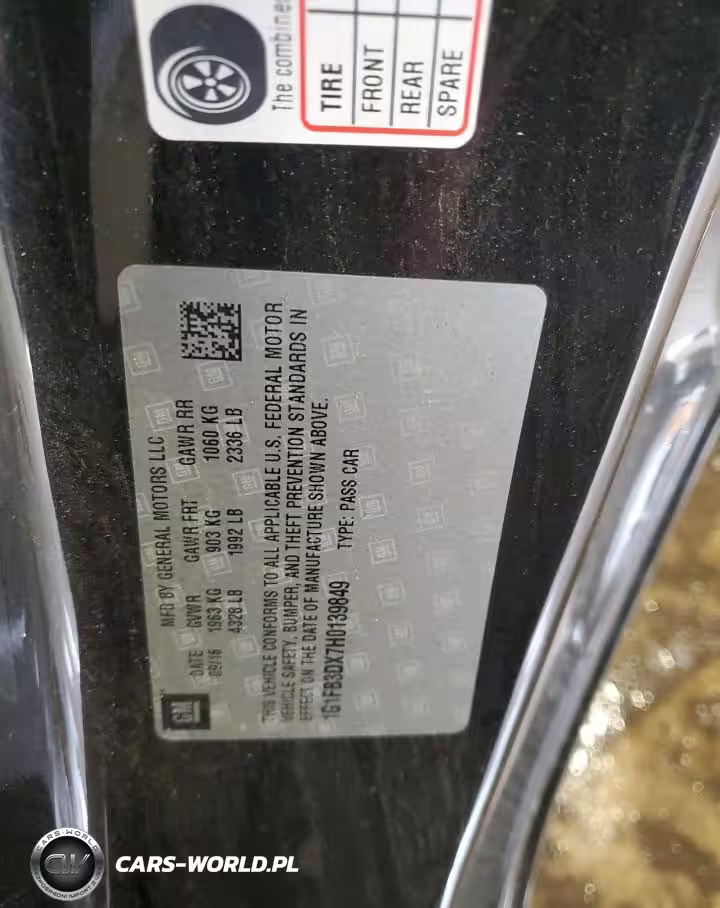 The combined
TIRE
FRONT
REAR
SPARE
GM
MFD BY GENERAL MOTORS LLC
DATE GVWR GAWR FRT GAWR RR
09/16 1963 KG 903 KG 1060 KG
4328 LB 1992 LB 2336 LB
THIS VEHICLE CONFORMS TO ALL APPLICABLE U.S. FEDERAL MOTOR
VEHICLE SAFETY, BUMPER, AND THEFT PREVENTION STANDARDS IN
EFFECT ON THE DATE OF MANUFACTURE SHOWN ABOVE.
1G1FB3DX7H0139849 TYPE: PASS CAR
CARS-WORLD
CW
CARS-WORLD.PL